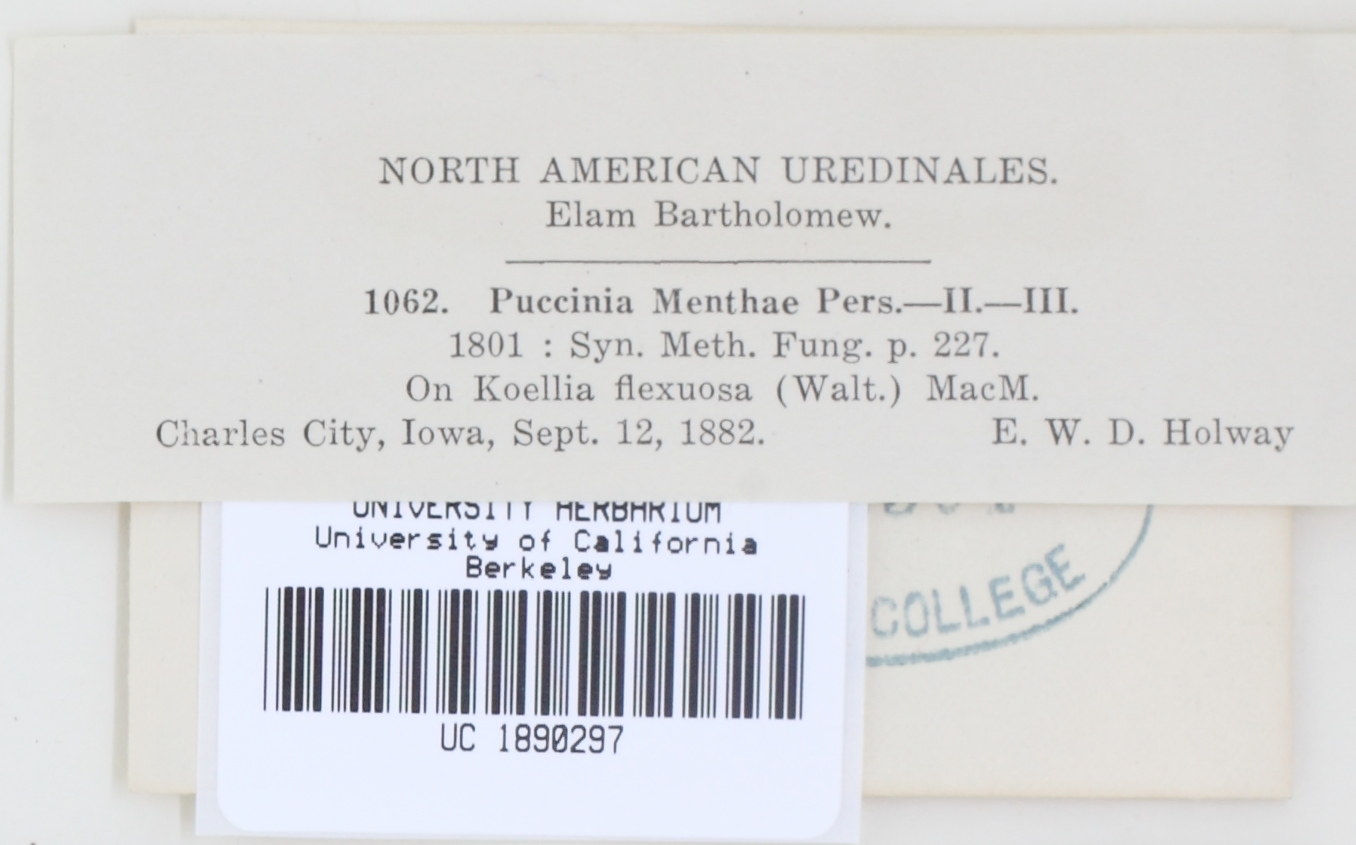 NORTH AMERICAN UREDINALES.
Elam Bartholomew.
1062. Puccinia Menthae Pers.—II.—III.
1801 : Syn. Meth. Fung. p. 227.
On Koellia flexuosa (Walt.) MacM.
Charles City, Iowa, Sept. 12, 1882. E. W. D. Holway
UNIVERSITY HERBARIUM
University of California
Berkeley
UC 1890297
COLLEGE